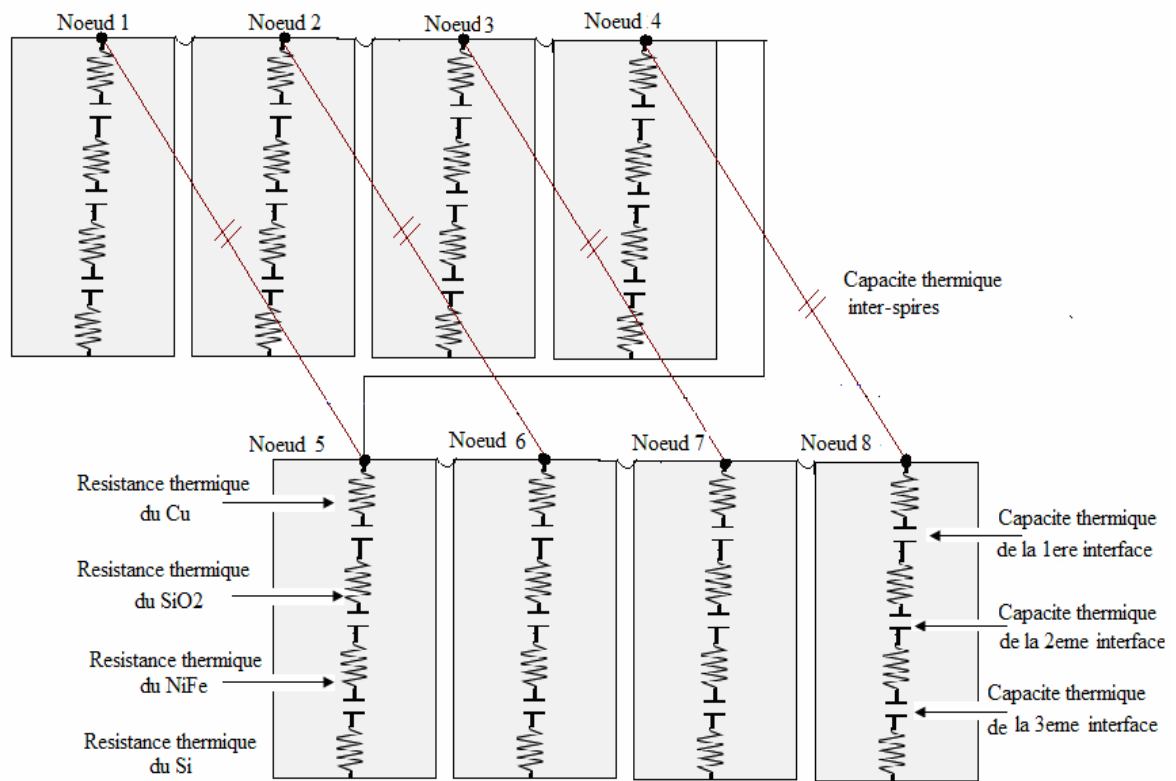 Noeud 1
Noeud 2
Noeud 3
Noeud 4
Capacite thermique
inter-spires
Noeud 5
Noeud 6
Noeud 7
Noeud 8
Resistance thermique
du Cu
Resistance thermique
du SiO2
Resistance thermique
du NiFe
Resistance thermique
du Si
Capacite thermique
de la 1ere interface
Capacite thermique
de la 2eme interface
Capacite thermique
de la 3eme interface